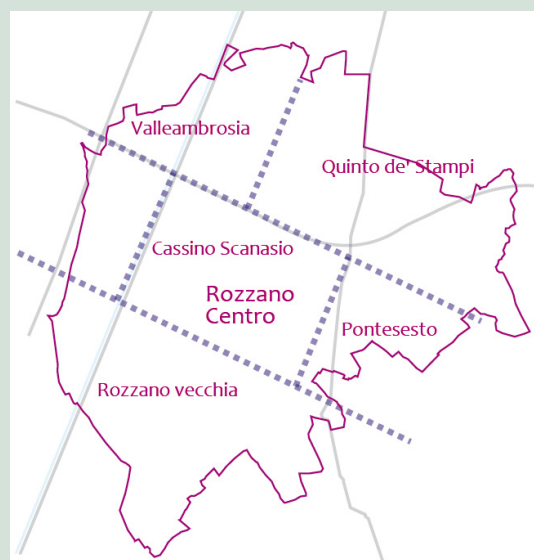 Valleambrosia
Quinto de' Stampi
Cassino Scanasio
Rozzano
Centro
Pontesesto
Rozzano vecchia